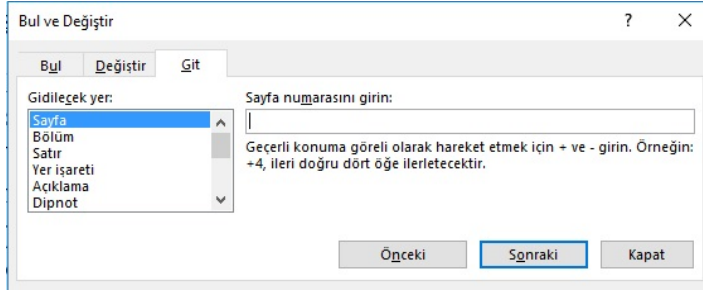 Bul ve Değiştir
Bul Değiştir Git
Gidilecek yer:
Sayfa
Bölüm
Satır
Yer işareti
Açıklama
Dipnot
Sayfa numarasını girin:
Geçerli konuma göreli olarak hareket etmek için + ve - girin. Örneğin:
+4, ileri doğru dört öğe ilerletecektir.
Önceki Sonraki Kapat